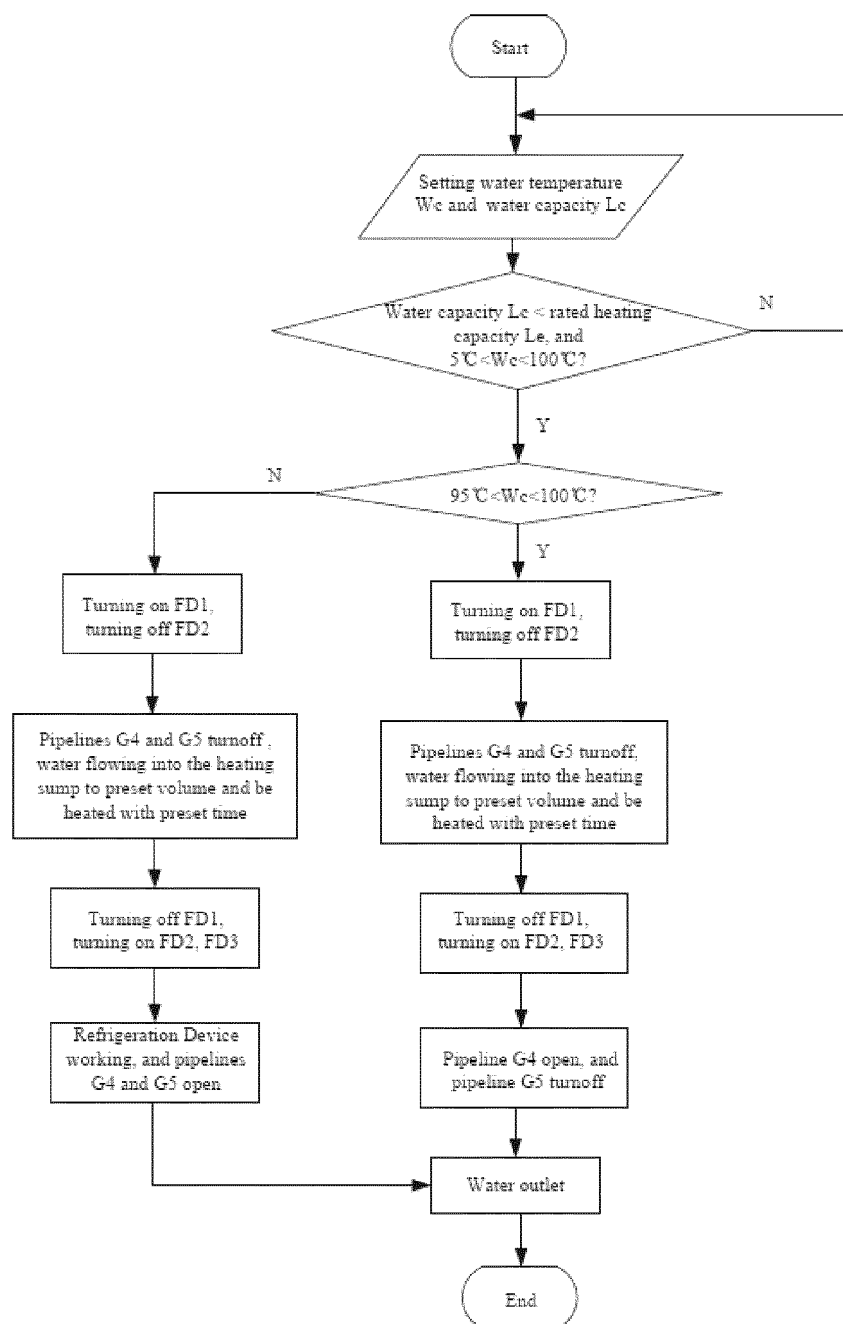 Start
Setting water temperature
Wc and water capacity Lc
Water capacity Lc < rated heating
capacity Le, and
5℃<Wc<100℃?
N
Y
95℃<Wc<100℃?
N
Y
Turning on FD1,
turning off FD2
Pipelines G4 and G5 turnoff ,
water flowing into the heating
sump to preset volume and be
heated with preset time
Turning off FD1,
turning on FD2, FD3
Refrigeration Device
working, and pipelines
G4 and G5 open
Turning on FD1,
turning off FD2
Pipelines G4 and G5 turnoff,
water flowing into the heating
sump to preset volume and be
heated with preset time
Turning off FD1,
turning on FD2, FD3
Pipeline G4 open, and
pipeline G5 turnoff
Water outlet
End